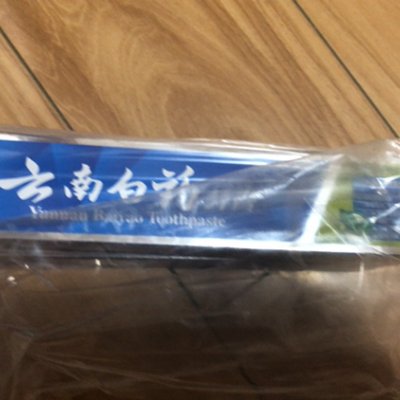 云南白药
Yunnan Baiyao Toothpaste